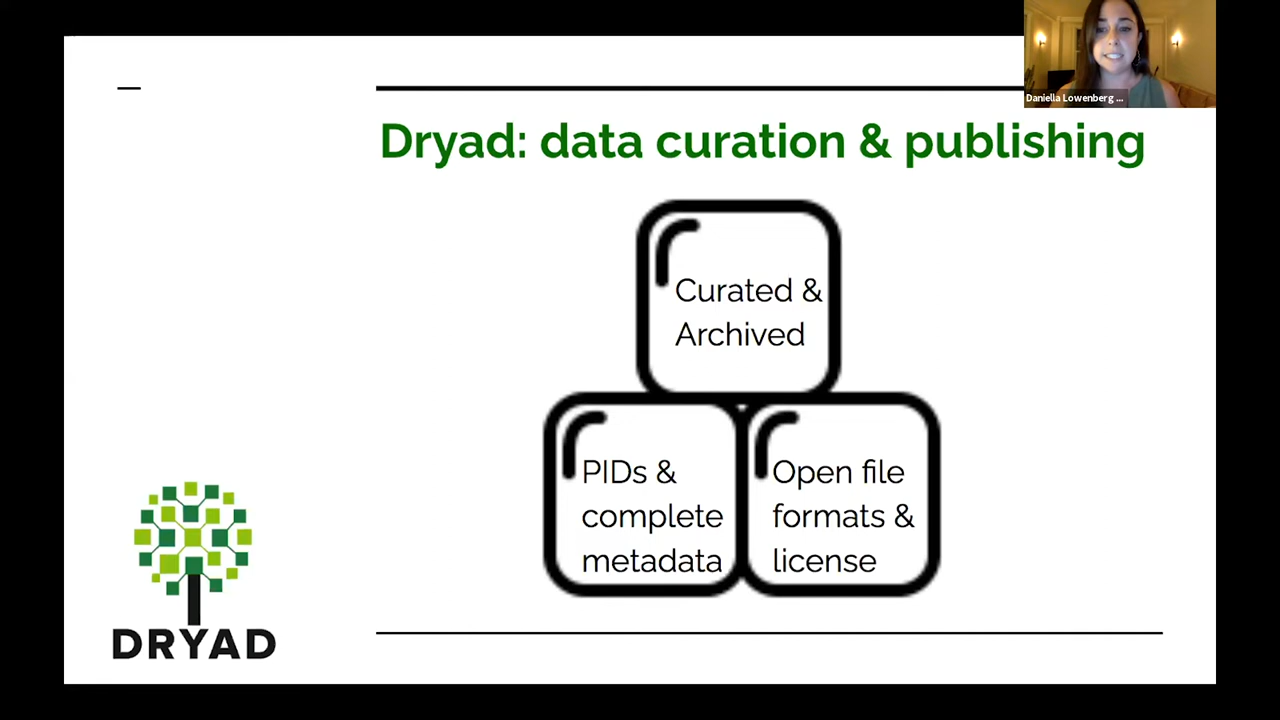 Daniella Lowenberg ...
Dryad: data curation & publishing
Curated &
Archived
PIDs &
complete
metadata
Open file
formats &
license
DRYAD